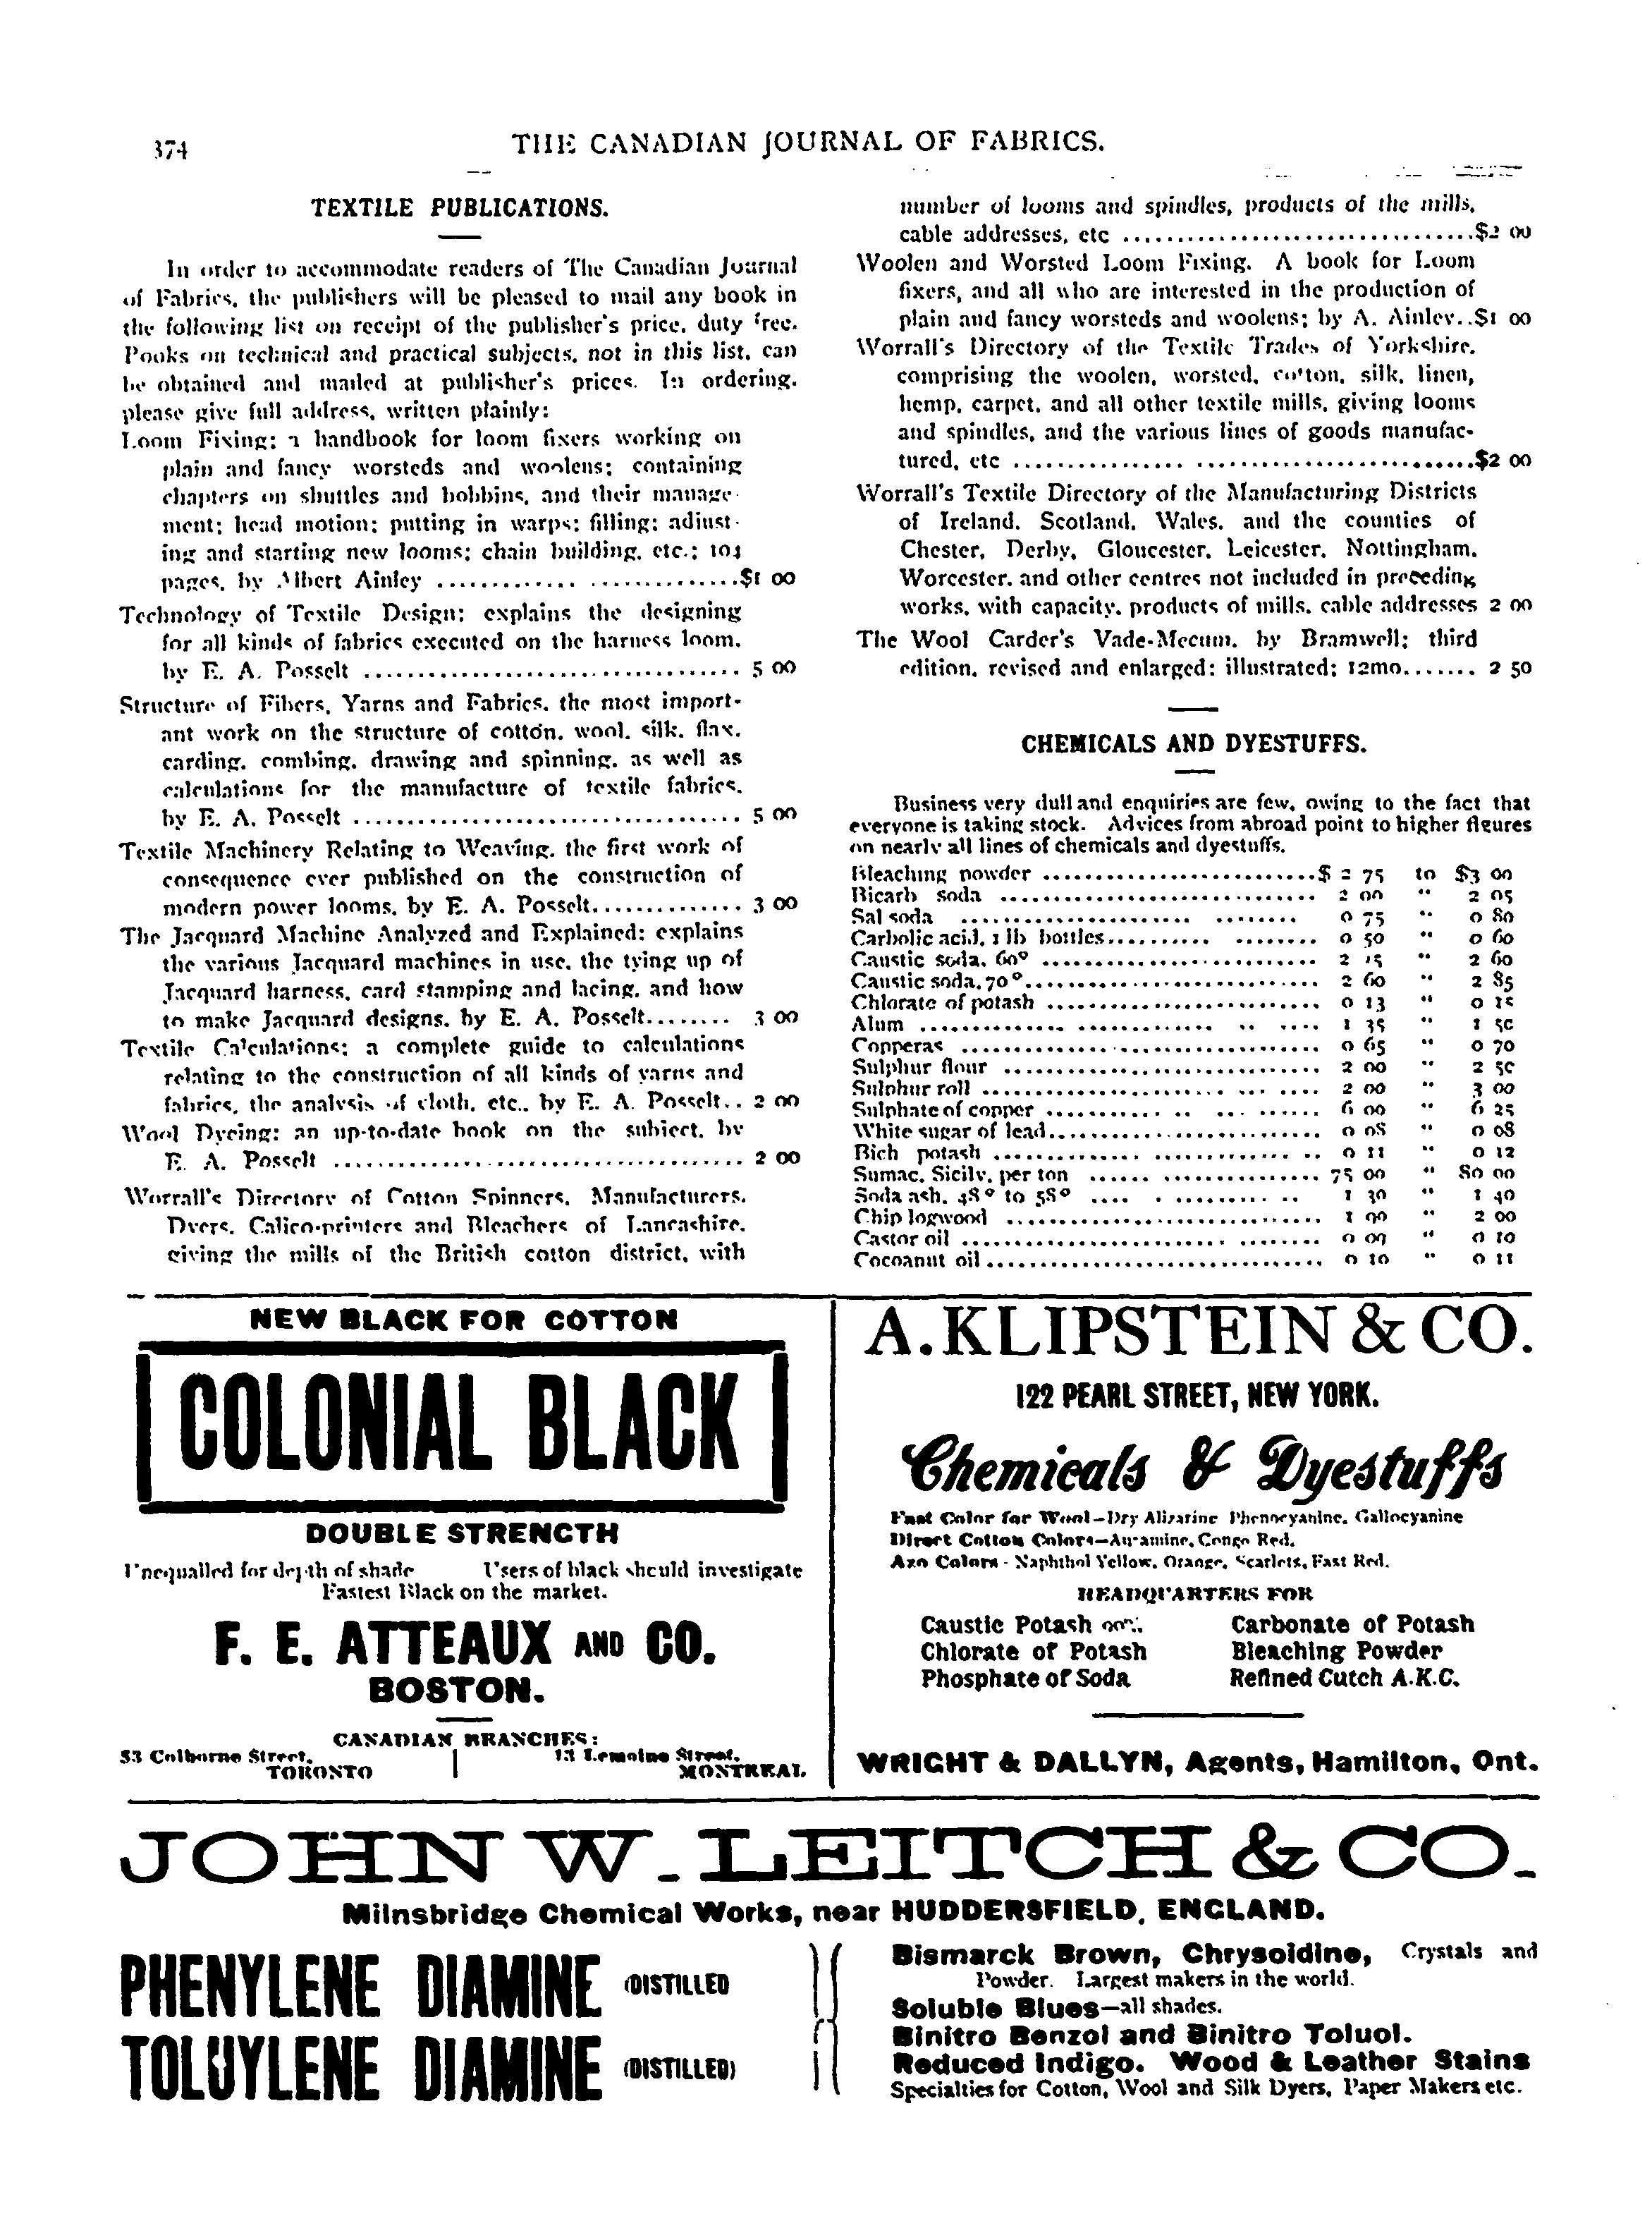 374
THE CANADIAN JOURNAL OF FABRICS.
TEXTILE PUBLICATIONS.
In order to accommodate readers of The Canadian Journal
of Fabrics, the publishers will be pleased to mail any book in
the following list on receipt of the publisher's price, duty free.
Books on technical and practical subjects, not in this list, can
be obtained and mailed at publisher's prices. In ordering,
please give full address, written plainly:
Loom Fixing; a handbook for loom fixers working on
plain and fancy worsteds and woolens; containing
chapters on shuttles and bobbins, and their manage-
ment; head motion; putting in warps; filling; adjust-
ing and starting new looms; chain building, etc.; 104
pages, by Albert Ainley ............................$1 00
Technology of Textile Design; explains the designing
for all kinds of fabrics executed on the harness loom,
by E. A. Posselt .................................... 5 00
Structure of Fibers, Yarns and Fabrics, the most import-
ant work on the structure of cotton, wool, silk, flax,
carding, combing, drawing and spinning, as well as
calculations for the manufacture of textile fabrics,
by E. A. Posselt .................................... 5 00
Textile Machinery Relating to Weaving, the first work of
consequence ever published on the construction of
modern power looms, by E. A. Posselt.............. 3 00
The Jacquard Machine Analyzed and Explained; explains
the various Jacquard machines in use, the tying up of
Jacquard harness, card stamping and lacing, and how
to make Jacquard designs, by E. A. Posselt........ 3 00
Textile Calculations; a complete guide to calculations
relating to the construction of all kinds of yarns and
fabrics, the analysis of cloth, etc., by E. A. Posselt.. 2 00
Wool Dyeing; an up-to-date book on the subject, by
E. A. Posselt ...................................... 2 00
Worrall's Directory of Cotton Spinners, Manufacturers,
Dyers, Calico-printers and Bleachers of Lancashire,
giving the mills of the British cotton district, with
number of looms and spindles, products of the mills,
cable addresses, etc .................................$2 00
Woolen and Worsted Loom Fixing. A book for Loom
fixers, and all who are interested in the production of
plain and fancy worsteds and woolens; by A. Ainley..$1 00
Worrall's Directory of the Textile Trades of Yorkshire,
comprising the woolen, worsted, cotton, silk, linen,
hemp, carpet, and all other textile mills, giving looms
and spindles, and the various lines of goods manufac-
tured, etc ..........................................$2 00
Worrall's Textile Directory of the Manufacturing Districts
of Ireland, Scotland, Wales, and the counties of
Chester, Derby, Gloucester, Leicester, Nottingham,
Worcester, and other centres not included in preceding
works, with capacity, products of mills, cable addresses 2 00
The Wool Carder's Vade-Mecum, by Bramwell; third
edition, revised and enlarged; illustrated; 12mo....... 2 50
CHEMICALS AND DYESTUFFS.
Business very dull and enquiries are few, owing to the fact that
everyone is taking stock. Advices from abroad point to higher figures
on nearly all lines of chemicals and dyestuffs.
Bleaching powder ..........................$ 2 75 to $3 00
Bicarb soda .............................. 2 00 " 2 05
Sal soda .............................. 0 75 " 0 80
Carbolic acid, 1 lb bottles.................. 0 50 " 0 60
Caustic soda, 60° .......................... 2 " 2 60
Caustic soda, 70°............................ 2 60 " 2 85
Chlorate of potash .......................... 0 13 " 0 15
Alum .................................. 1 35 " 1 50
Copperas .................................. 0 65 " 0 70
Sulphur flour .............................. 2 00 " 2 50
Sulphur roll ................................ 2 00 " 3 00
Sulphate of copper .......................... 6 00 " 6 25
White sugar of lead.......................... 0 08 " 0 08
Bich potash ................................ 0 11 " 0 12
Sumac, Sicily, per ton ...................... 75 00 " 80 00
Soda ash, 48° to 58° .................. 1 30 " 1 40
Chip logwood .............................. 1 90 " 2 00
Castor oil .................................. 0 09 " 0 10
Cocoanut oil................................ 0 10 " 0 11
NEW BLACK FOR COTTON
COLONIAL BLACK
DOUBLE STRENGTH
Unequalled for depth of shade Users of black should investigate
Fastest Black on the market.
F. E. ATTEAUX AND CO.
BOSTON.
CANADIAN BRANCHES:
53 Colborne Street, TORONTO
13 Lemoine Street, MONTREAL.
A. KLIPSTEIN & CO.
122 PEARL STREET, NEW YORK.
Chemicals & Dyestuffs
Fast Color for Wool—Dry Alizarine Phenocyanine, Gallocyanine
Direct Cotton Colors—Auramine, Congo Red.
Azo Colors - Naphthol Yellow, Orange, Scarlets, Fast Red.
HEADQUARTERS FOR
Caustic Potash 90% Carbonate of Potash
Chlorate of Potash Bleaching Powder
Phosphate of Soda Refined Cutch A.K.C.
WRIGHT & DALLYN, Agents, Hamilton, Ont.
JOHN W. LEITCH & CO.
Milnsbridge Chemical Works, near HUDDERSFIELD, ENGLAND.
PHENYLENE DIAMINE (DISTILLED
TOLUYLENE DIAMINE (DISTILLED)
Bismarck Brown, Chrysoidine, Crystals and
Powder. Largest makers in the world.
Soluble Blues—all shades.
Binitro Benzol and Binitro Toluol.
Reduced Indigo. Wood & Leather Stains
Specialties for Cotton, Wool and Silk Dyers, Paper Makers etc.